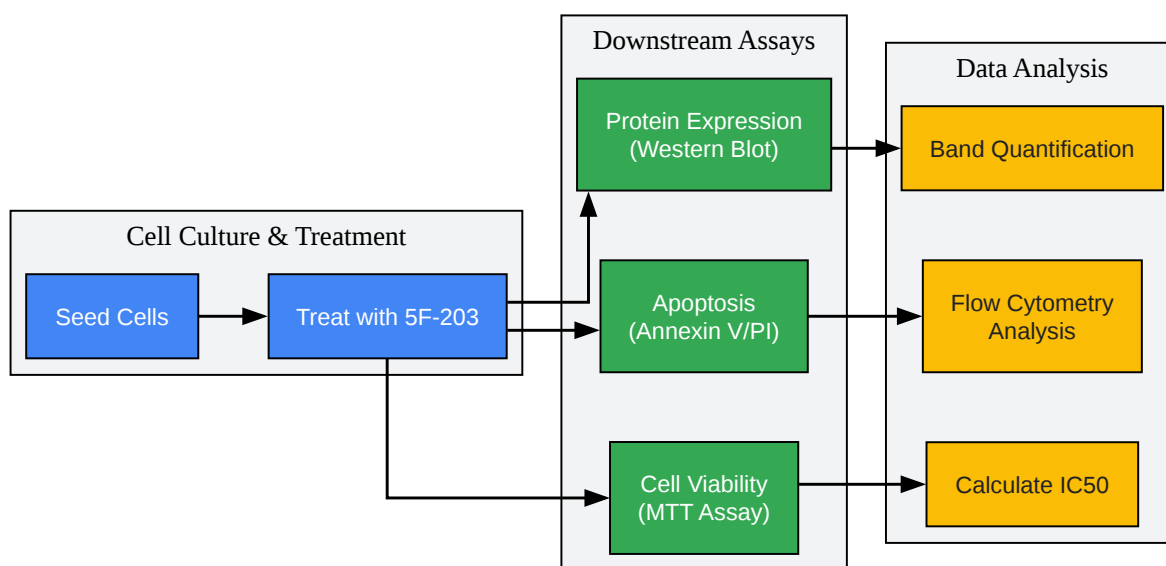 Cell Culture & Treatment
Seed Cells
Treat with 5F-203
Downstream Assays
Protein Expression
(Western Blot)
Apoptosis
(Annexin V/PI)
Cell Viability
(MTT Assay)
Data Analysis
Band Quantification
Flow Cytometry
Analysis
Calculate IC50